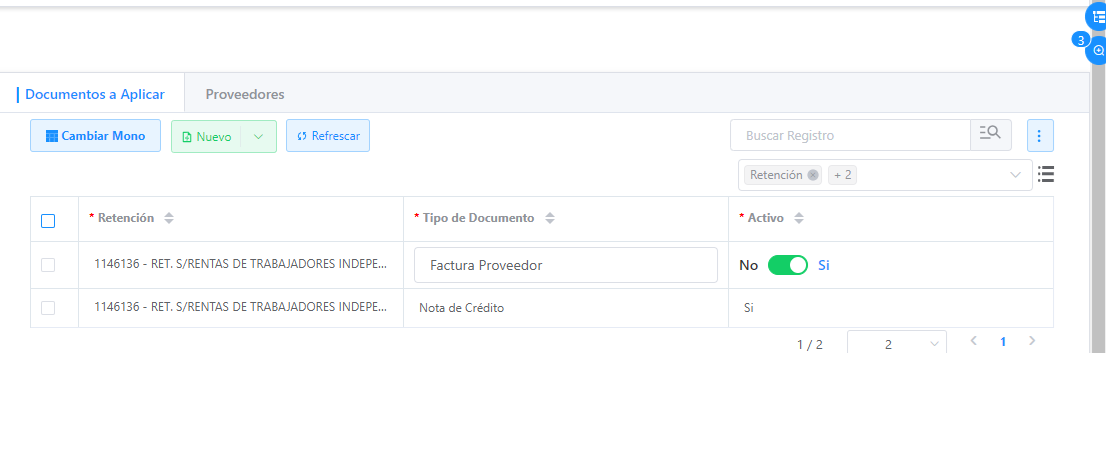 3
Documentos a Aplicar Proveedores
Cambiar Mono Nuevo Refrescar Buscar Registro
Retención + 2
* Retención * Tipo de Documento * Activo
1146136 - RET. S/RENTAS DE TRABAJADORES INDEPE... Factura Proveedor No Si
1146136 - RET. S/RENTAS DE TRABAJADORES INDEPE... Nota de Crédito Si
1 / 2 2 1